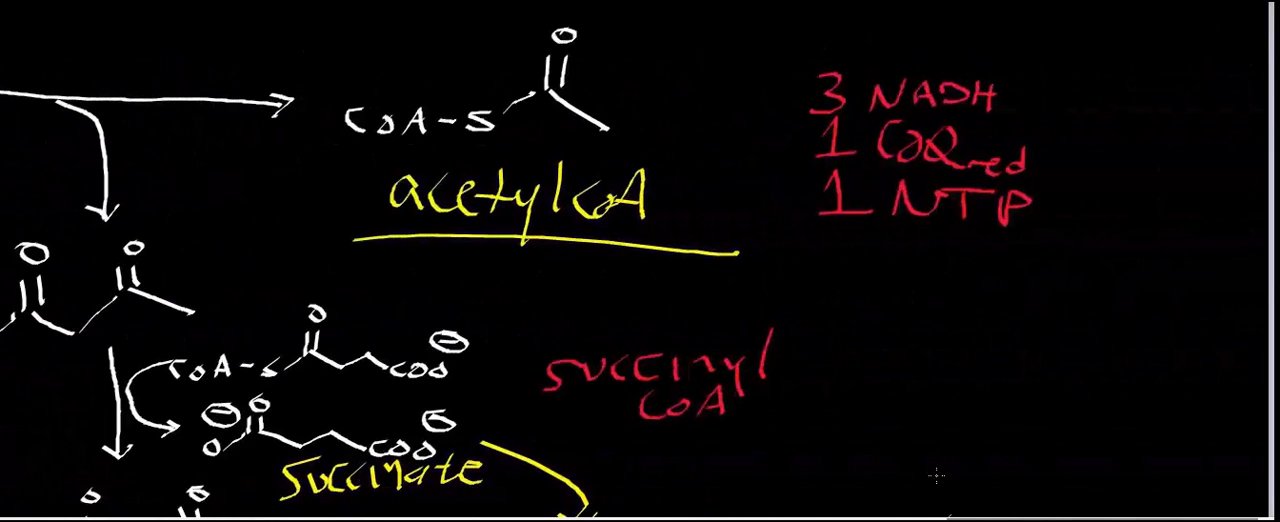 O
CoA-S
acetylCoA
3 NADH
1 CoQred
1 NTP
O O
O
CoA-S COO⊖
succinyl
CoA
⊖ O ⊖
O COO
succinate
O O